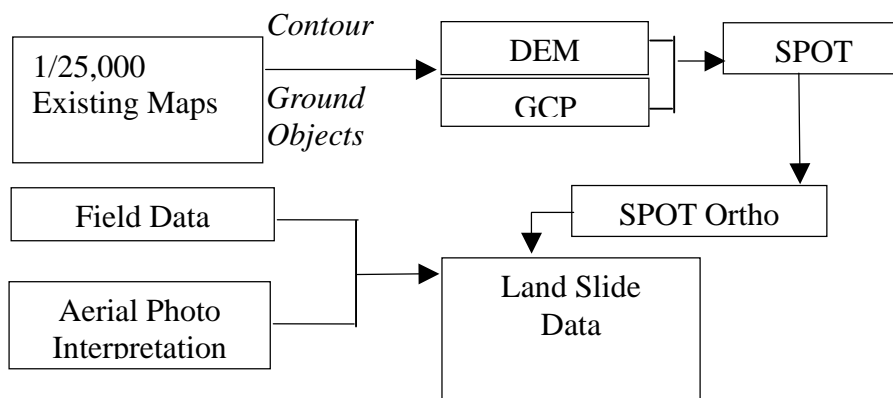 Contour
1/25,000
Existing Maps
Ground
Objects
DEM
GCP
SPOT
SPOT Ortho
Field Data
Aerial Photo
Interpretation
Land Slide
Data